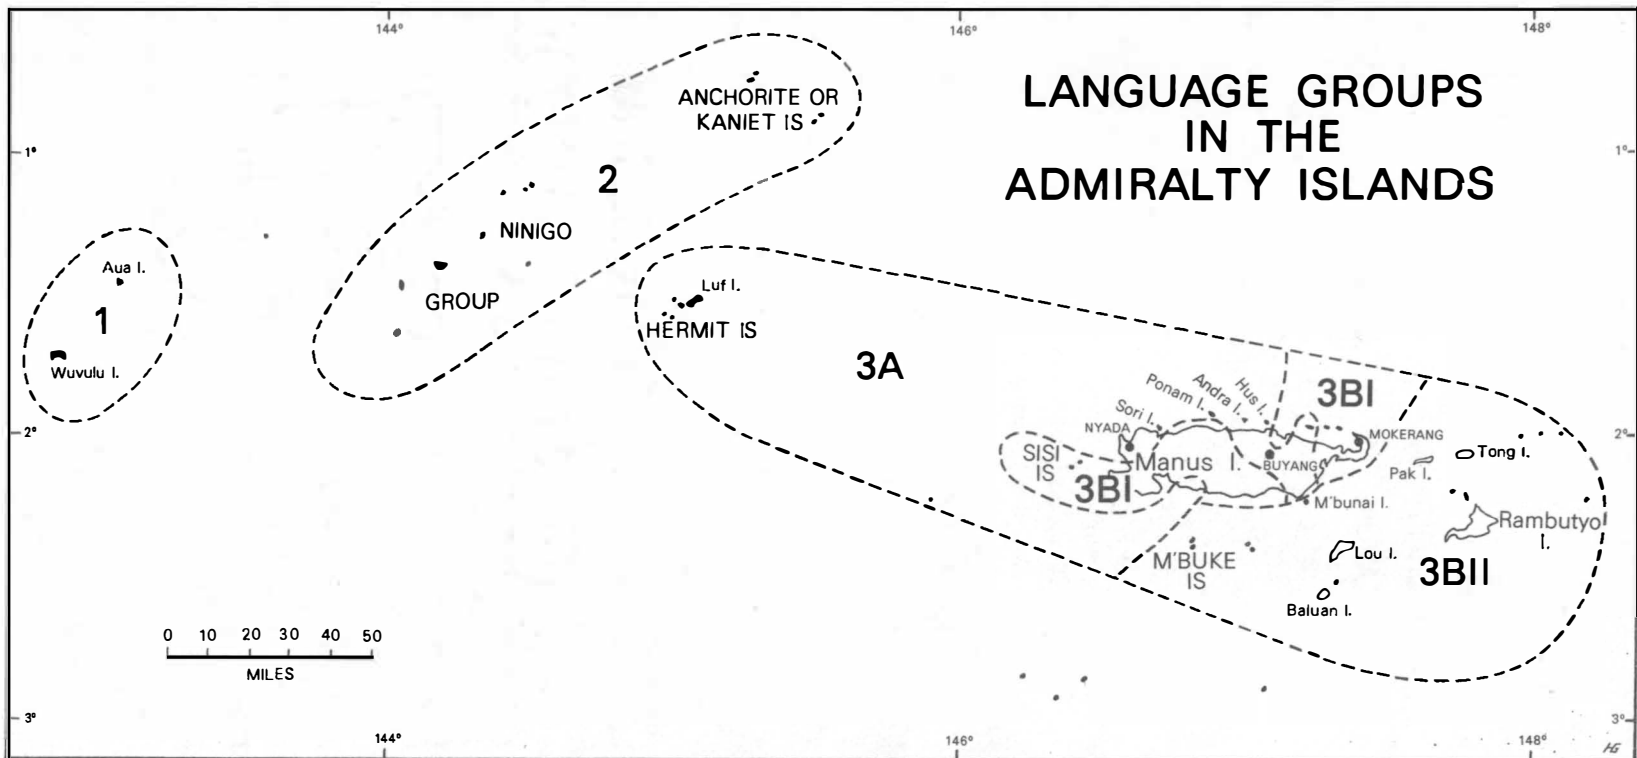 144°
146°
148°
LANGUAGE GROUPS
IN THE
ADMIRALTY ISLANDS
ANCHORITE OR
KANIET IS
1°
1°
2
NINIGO
GROUP
Aua I.
1
Wuvulu I.
Luf I.
HERMIT IS
3A
3BI
Ponam I.
Andra I.
Hus I.
Sori I.
NYADA
2°
2°
MOKERANG
SISI
IS
Manus I.
BUYANG
Tong I.
Pak I.
3BI
M'bunai I.
Rambutyo
I.
M'BUKE
IS
Lou I.
3BII
Baluan I.
0 10 20 30 40 50
MILES
3°
3°
144°
146°
148°
HG